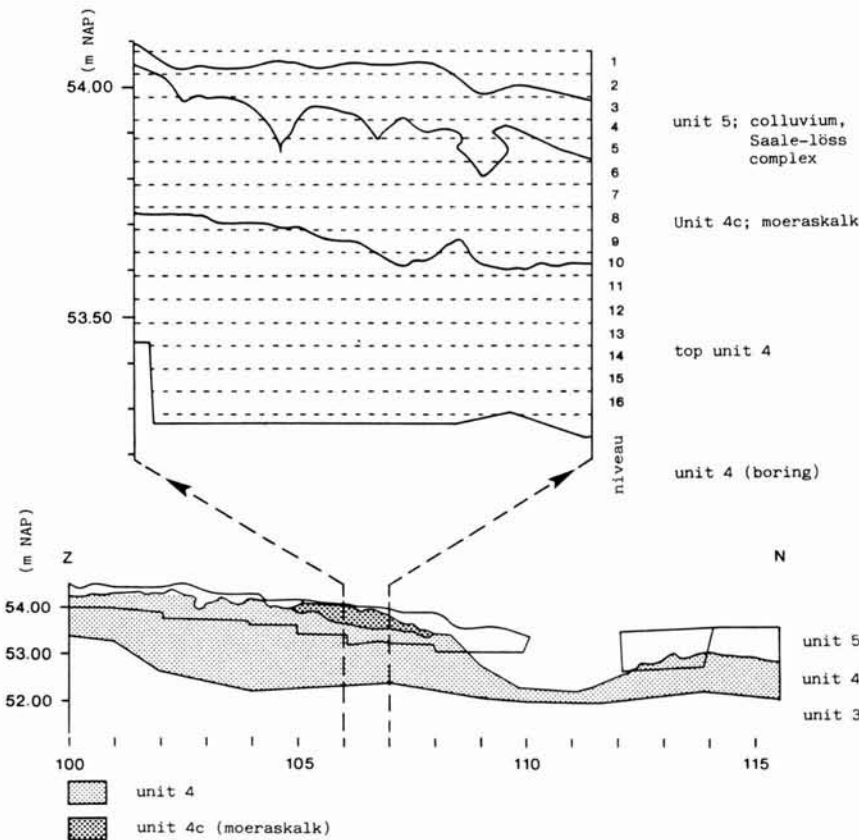 (m NAP)
54.00
53.50
1
2
3
4
5
6
7
8
9
10
11
12
13
14
15
16
niveau
unit 5; colluvium,
Saale-löss
complex
Unit 4c; moeraskalk
top unit 4
unit 4 (boring)
(m NAP)
Z
N
54.00
53.00
52.00
unit 5
unit 4
unit 3
100
105
110
115
unit 4
unit 4c (moeraskalk)